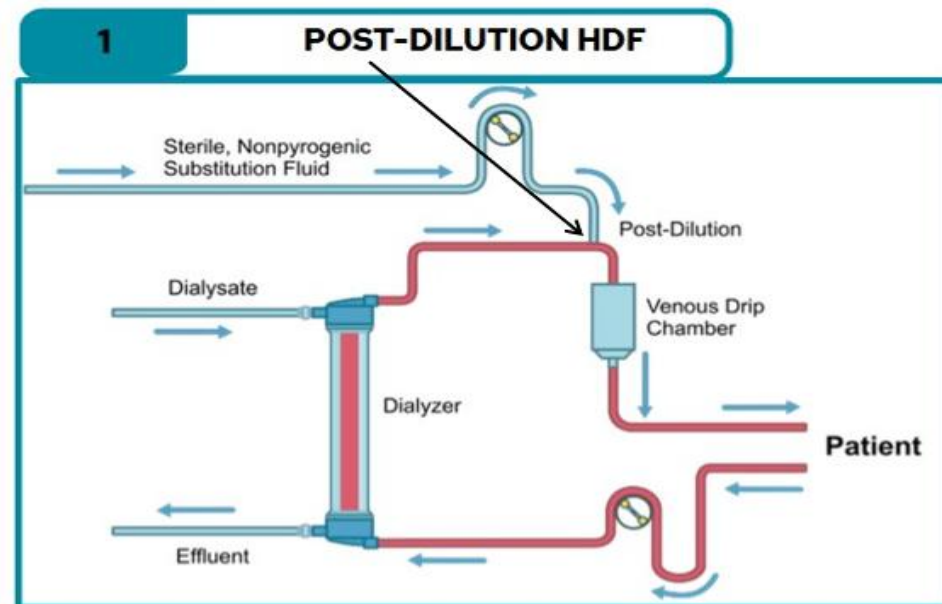 1
POST-DILUTION HDF
Sterile, Nonpyrogenic
Substitution Fluid
Post-Dilution
Dialysate
Venous Drip
Chamber
Dialyzer
Patient
Effluent